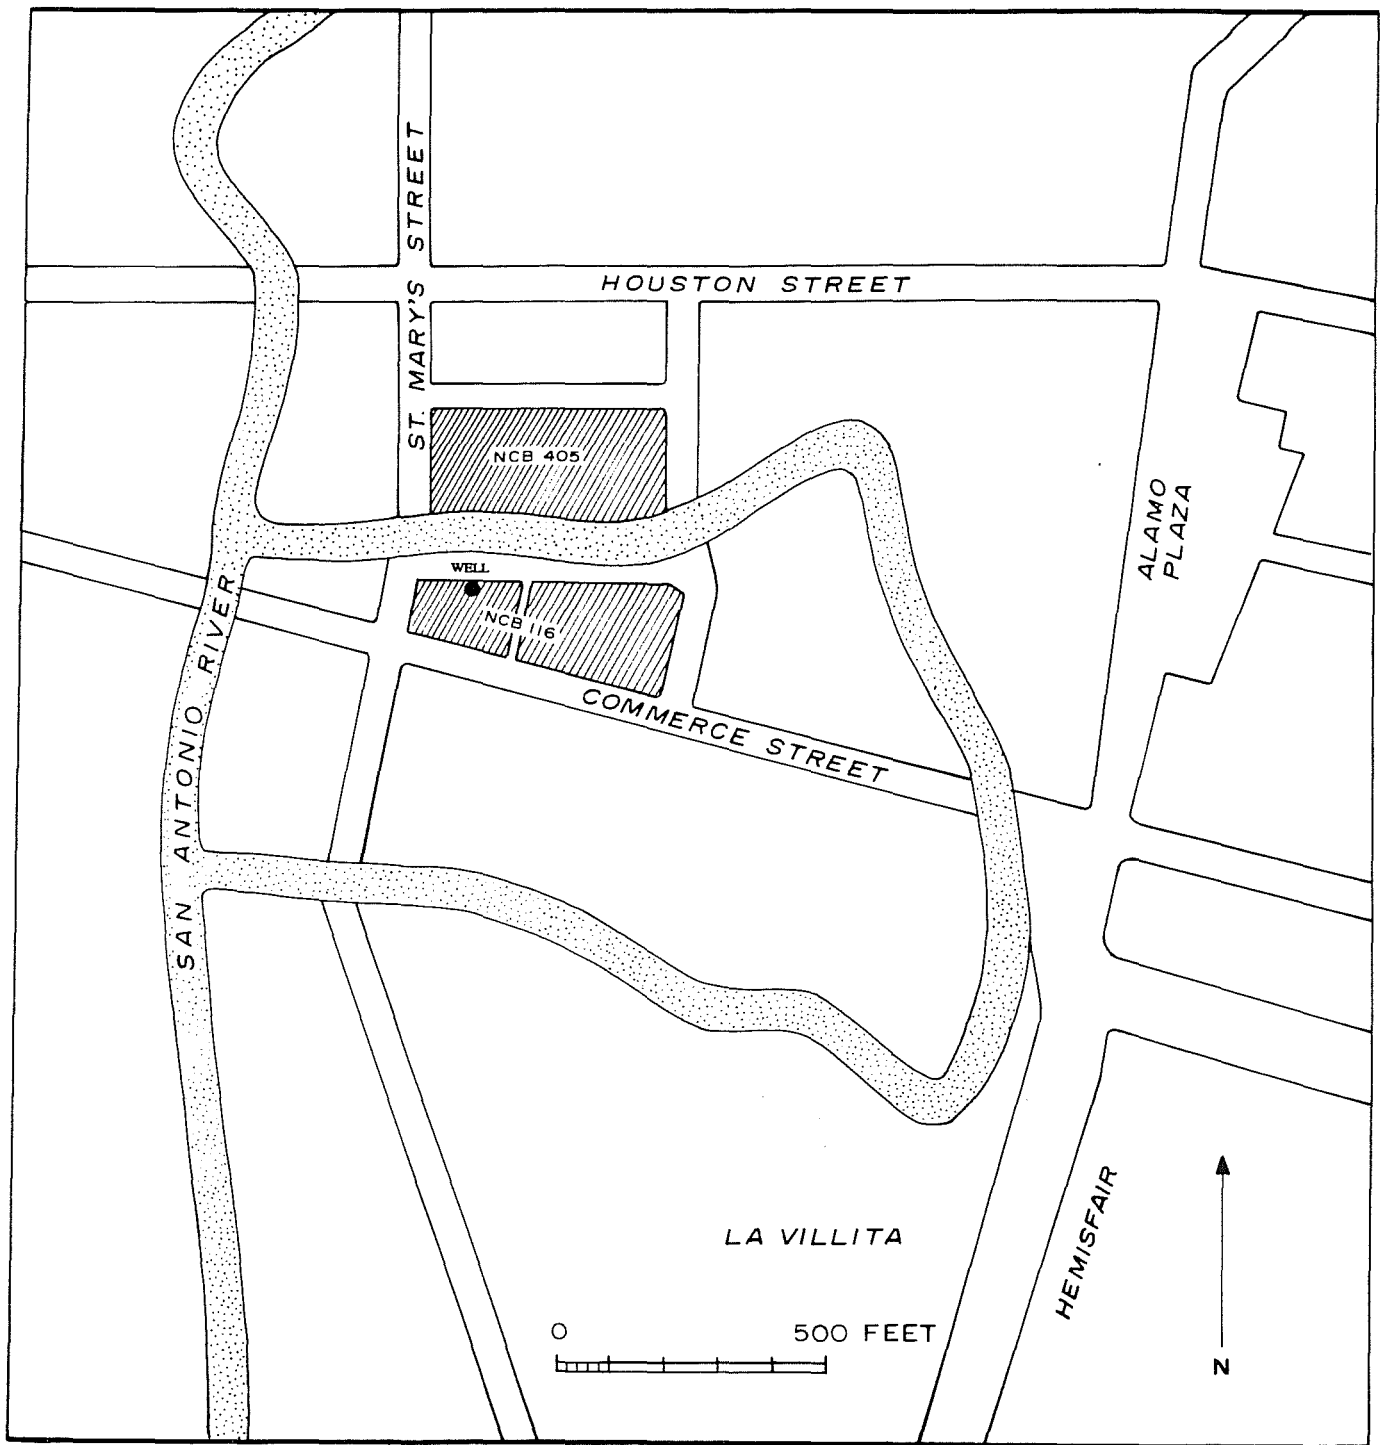 ST. MARY'S STREET
HOUSTON STREET
NCB 405
ALAMO
PLAZA
WELL
NCB 116
COMMERCE STREET
SAN ANTONIO RIVER
LA VILLITA
HEMISFAIR
0 500 FEET
N